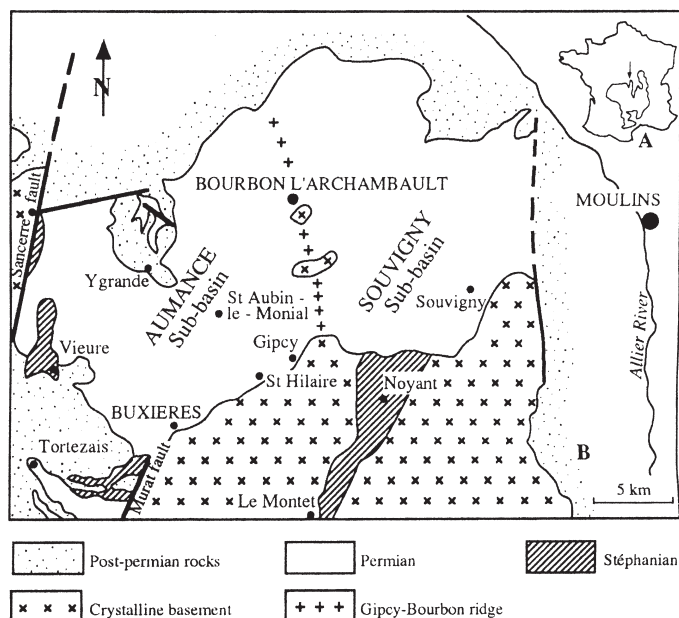 N
A
BOURBON L'ARCHAMBAULT
MOULINS
Sancerre fault
Ygrande
AUMANCE
Sub-basin
SOUVIGNY
Sub-basin
St Aubin -
le - Monial
Souvigny
Gipcy
Vieure
St Hilaire
Noyant
Allier River
BUXIERES
Tortezais
Murat fault
Le Montet
B
5 km
Post-permian rocks
Permian
Stéphanian
Crystalline basement
Gipcy-Bourbon ridge